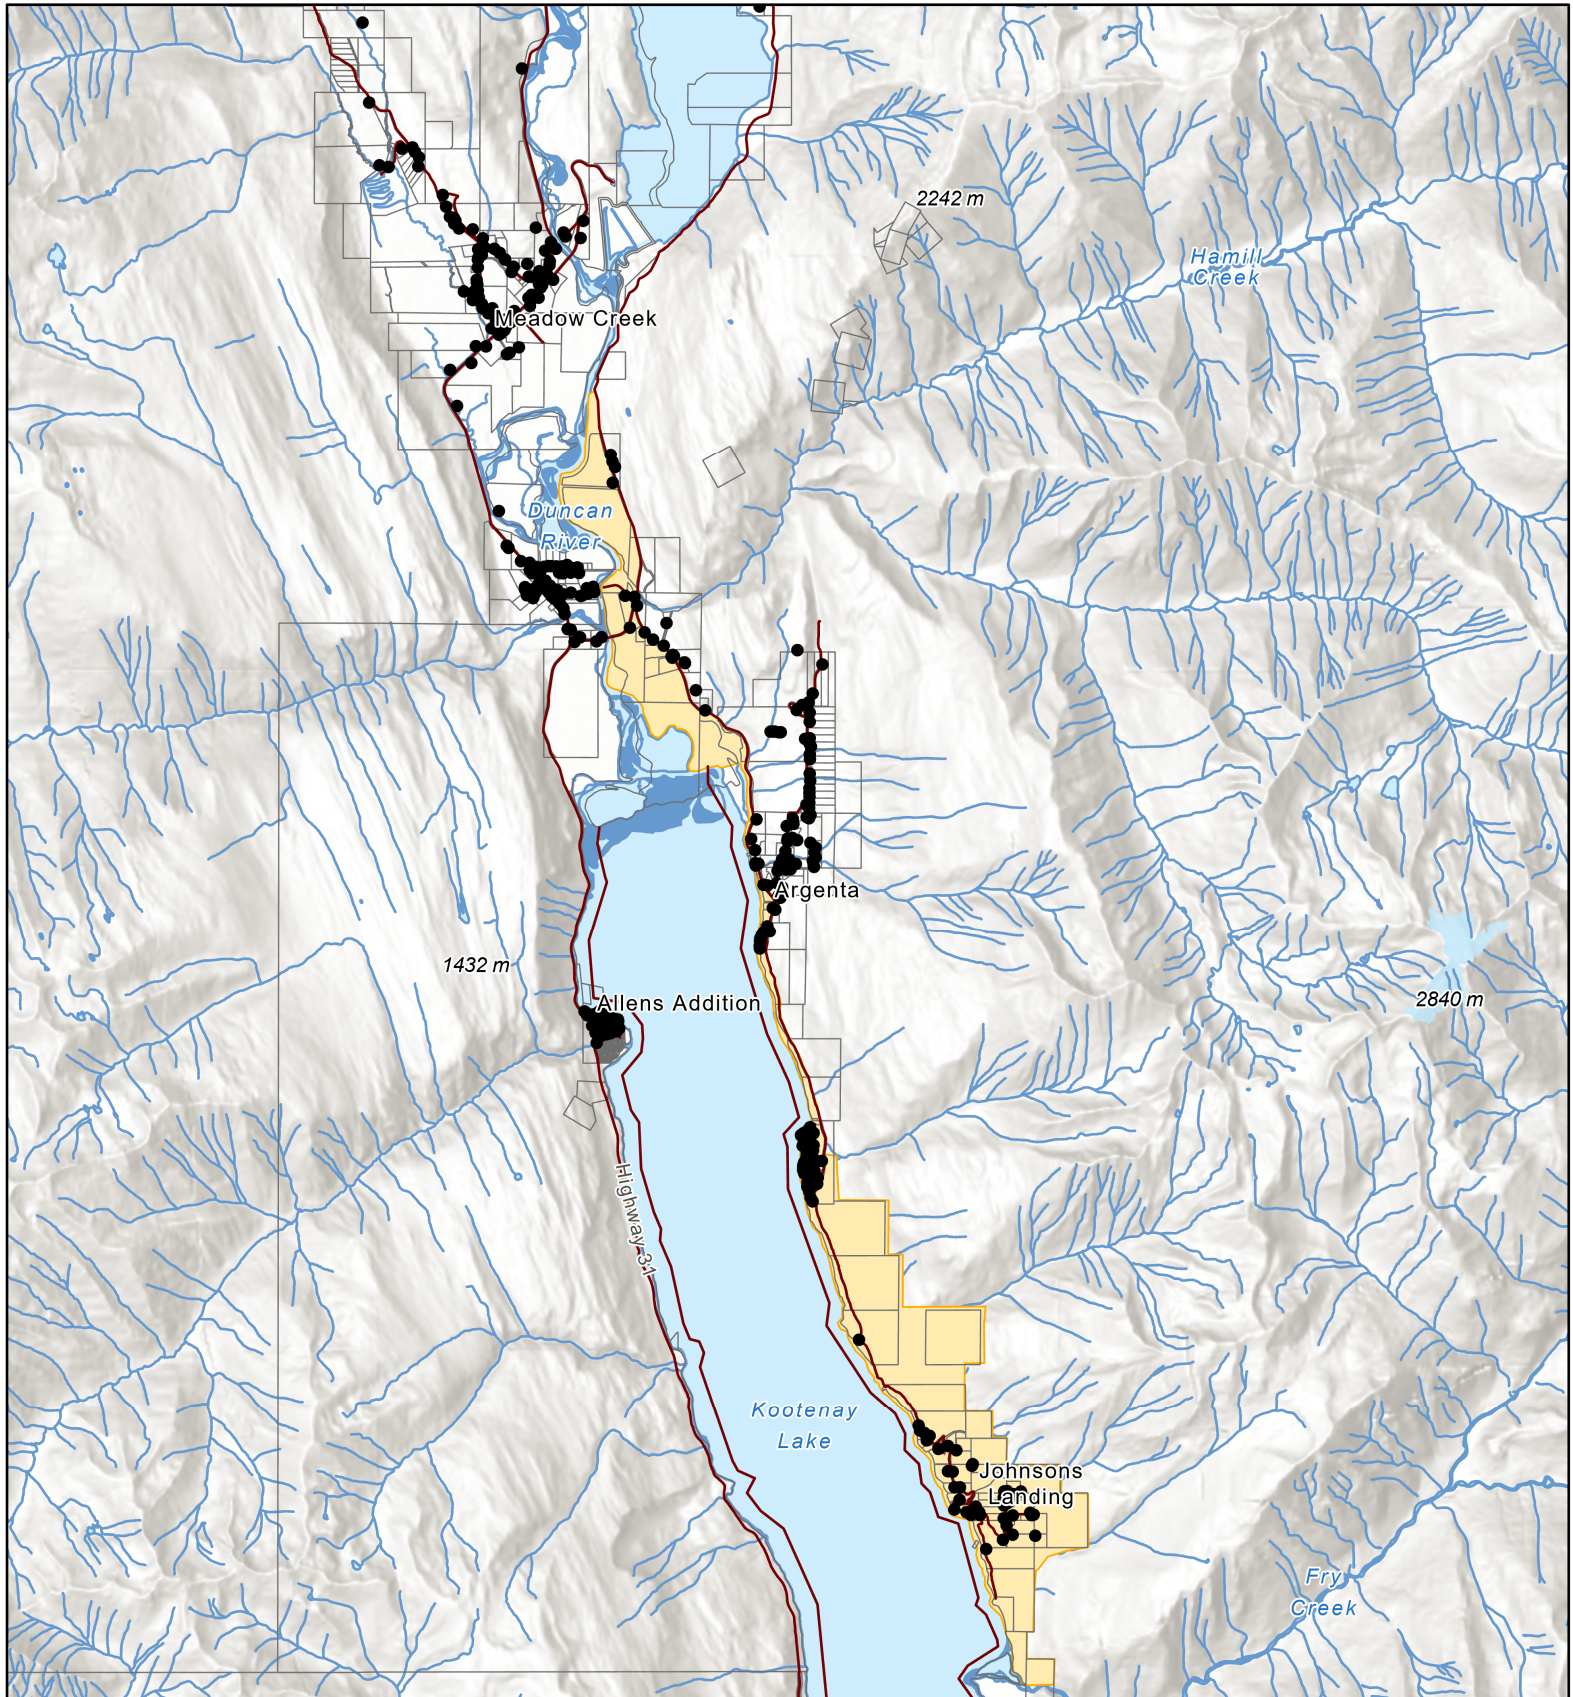 2242 m
Hamill
Creek
Meadow Creek
Duncan
River
Argenta
1432 m
Allens Addition
2840 m
Highway 31
Kootenay
Lake
Johnsons
Landing
Fry
Creek